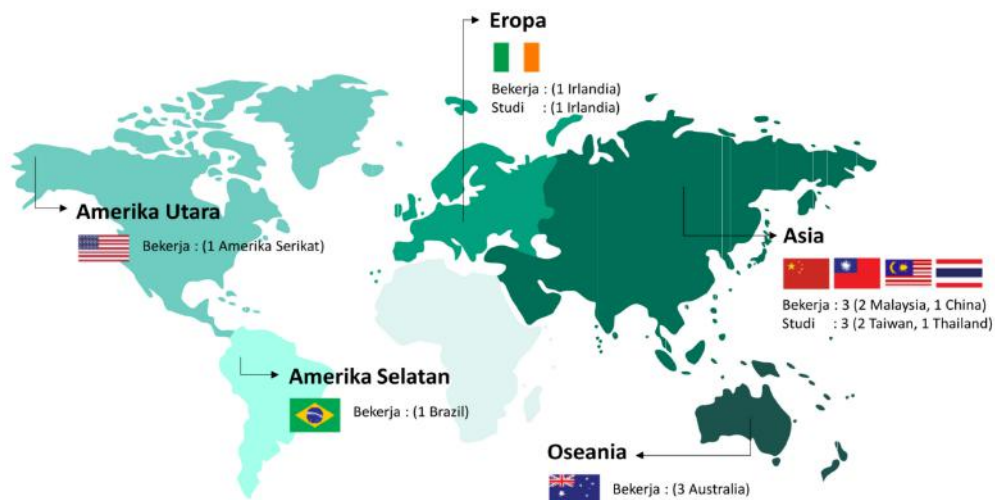 Eropa
Bekerja : (1 Irlandia)
Studi : (1 Irlandia)
Amerika Utara
Bekerja : (1 Amerika Serikat)
Asia
Bekerja : 3 (2 Malaysia, 1 China)
Studi : 3 (2 Taiwan, 1 Thailand)
Amerika Selatan
Bekerja : (1 Brazil)
Oseania
Bekerja : (3 Australia)